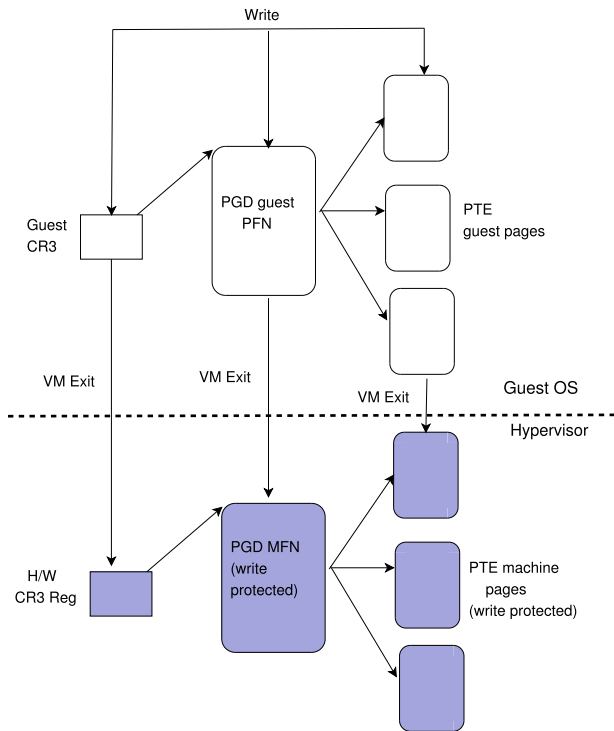 Write
PGD guest
PFN
Guest
CR3
PTE
guest pages
VM Exit
VM Exit
VM Exit
Guest OS
Hypervisor
PGD MFN
(write
protected)
H/W
CR3 Reg
PTE machine
pages
(write protected)